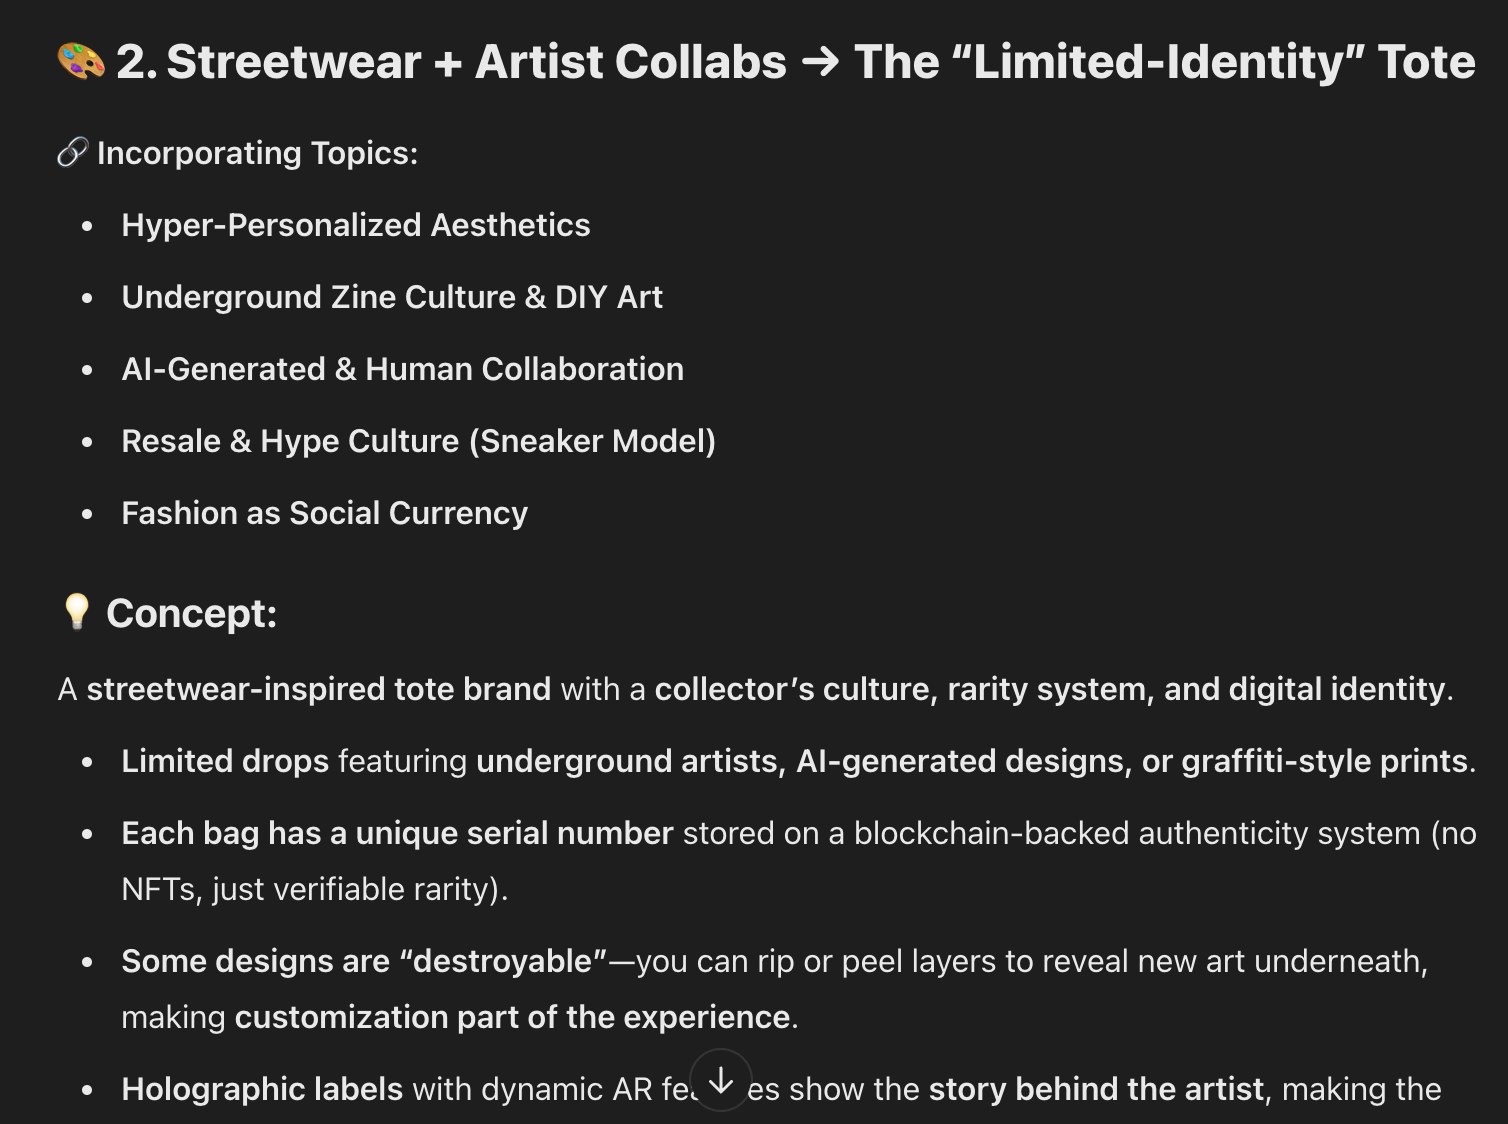 🎨 2. Streetwear + Artist Collabs → The “Limited-Identity” Tote
🔗 Incorporating Topics:
• Hyper-Personalized Aesthetics
• Underground Zine Culture & DIY Art
• AI-Generated & Human Collaboration
• Resale & Hype Culture (Sneaker Model)
• Fashion as Social Currency
💡 Concept:
A streetwear-inspired tote brand with a collector’s culture, rarity system, and digital identity.
• Limited drops featuring underground artists, AI-generated designs, or graffiti-style prints.
• Each bag has a unique serial number stored on a blockchain-backed authenticity system (no
NFTs, just verifiable rarity).
• Some designs are “destroyable”—you can rip or peel layers to reveal new art underneath,
making customization part of the experience.
• Holographic labels with dynamic AR show the story behind the artist, making the